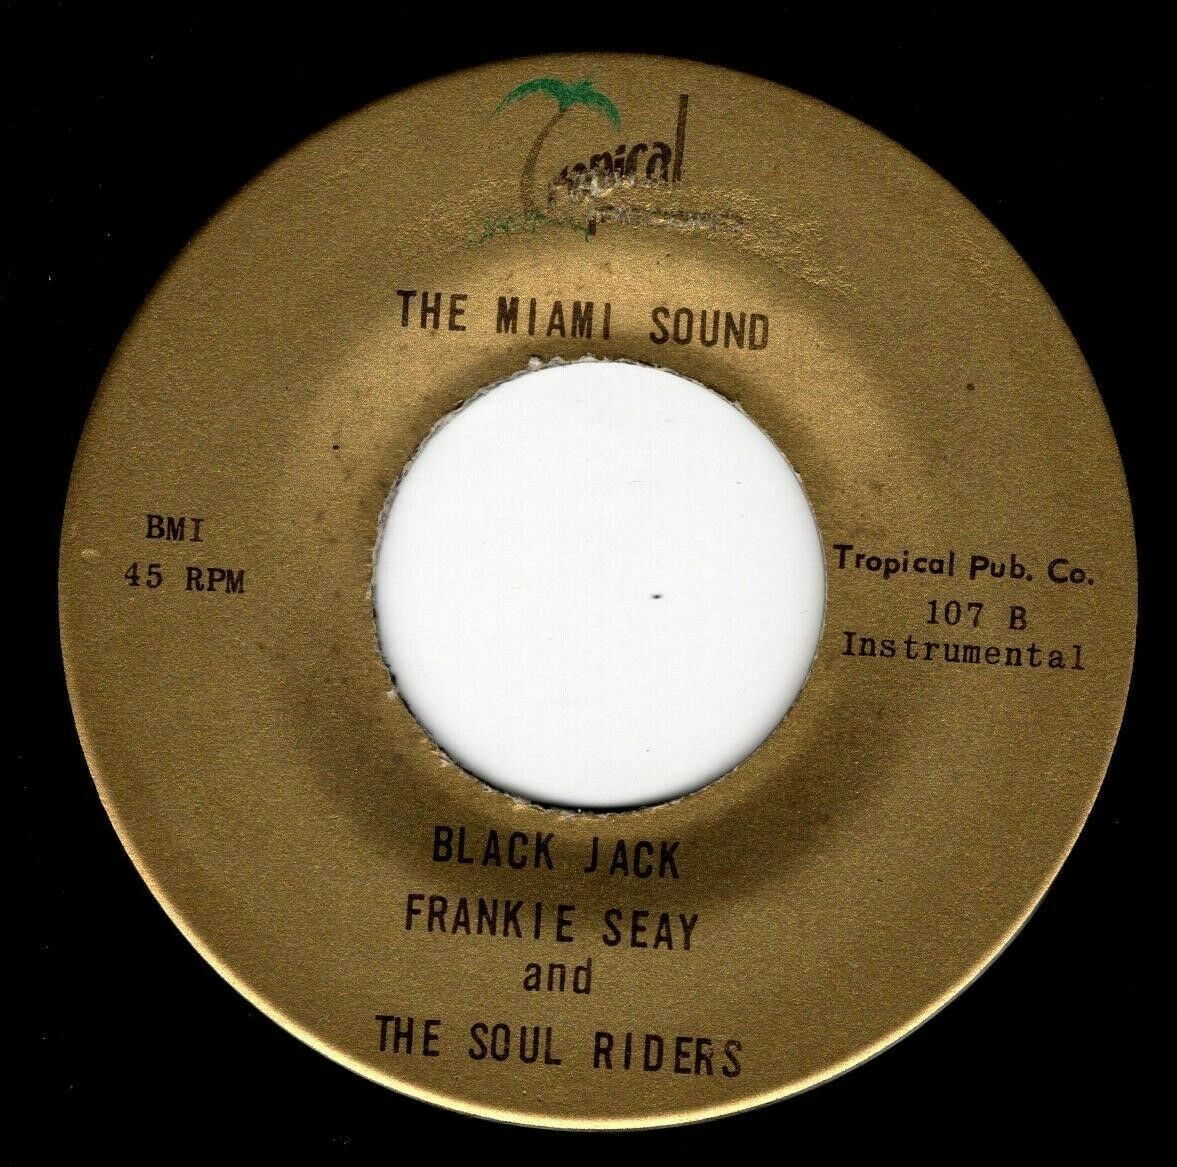 Tropical
THE MIAMI SOUND
BMI
45 RPM
Tropical Pub. Co.
107 B
Instrumental
BLACK JACK
FRANKIE SEAY
and
THE SOUL RIDERS